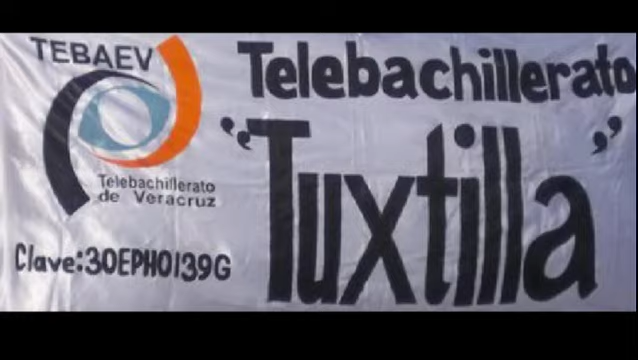 TEBAEV
Telebachillerato
de Veracruz
Clave:30EPH0139G
Telebachillerato
"Tuxtilla"